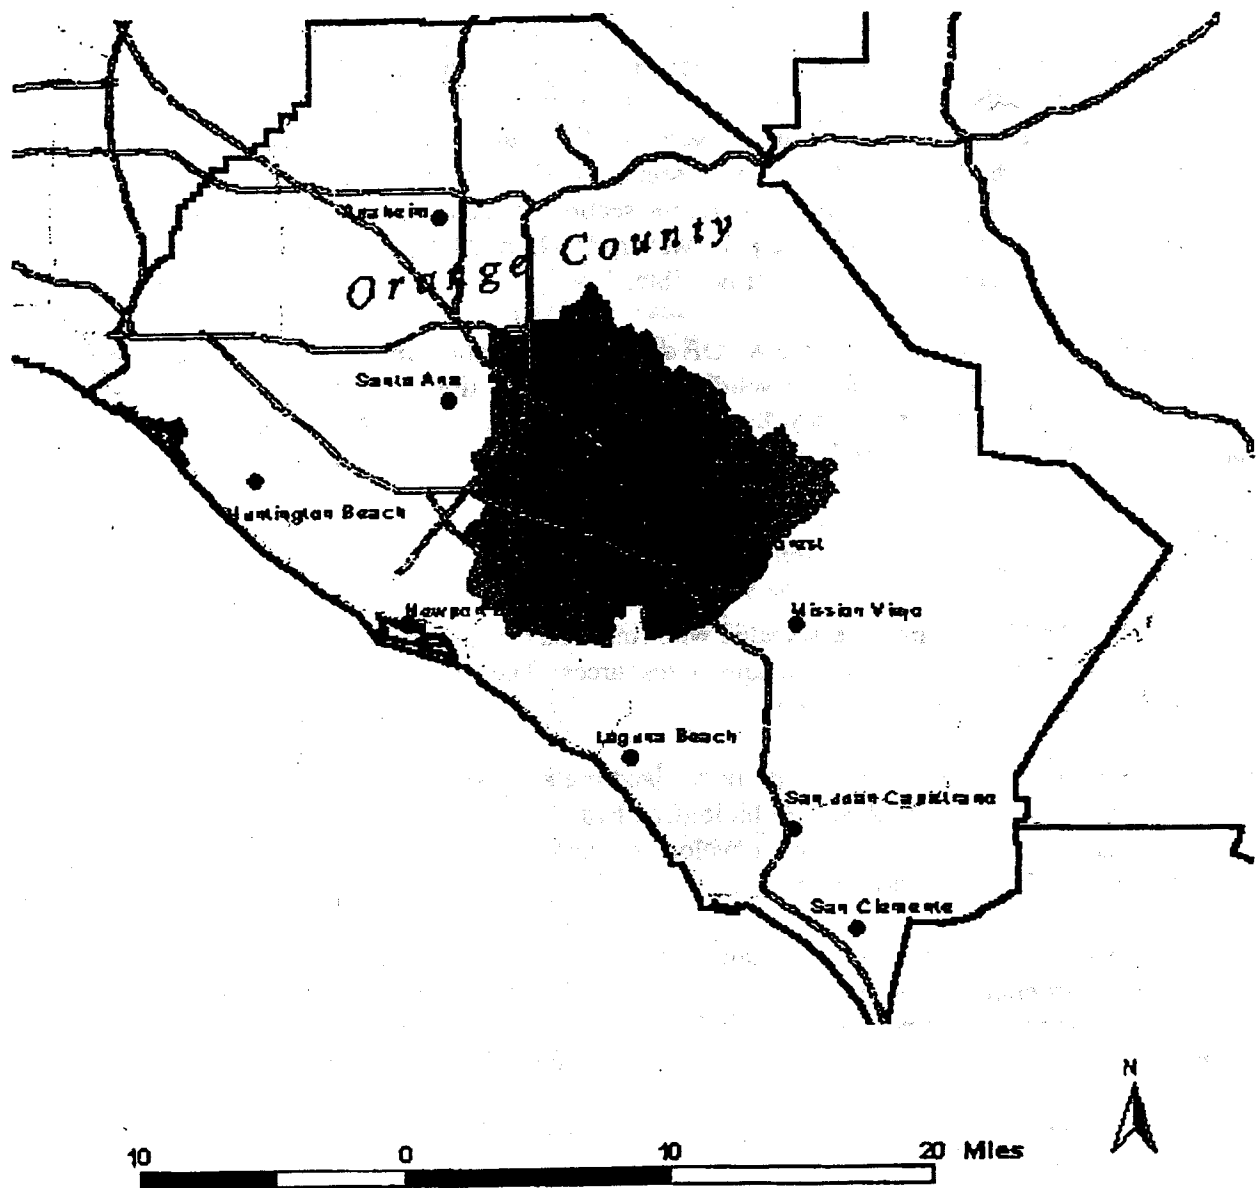 Anaheim
Orange County
Santa Ana
Huntington Beach
Mission Viejo
Laguna Beach
San Juan Capistrano
San Clemente
N
10 0 10 20 Miles